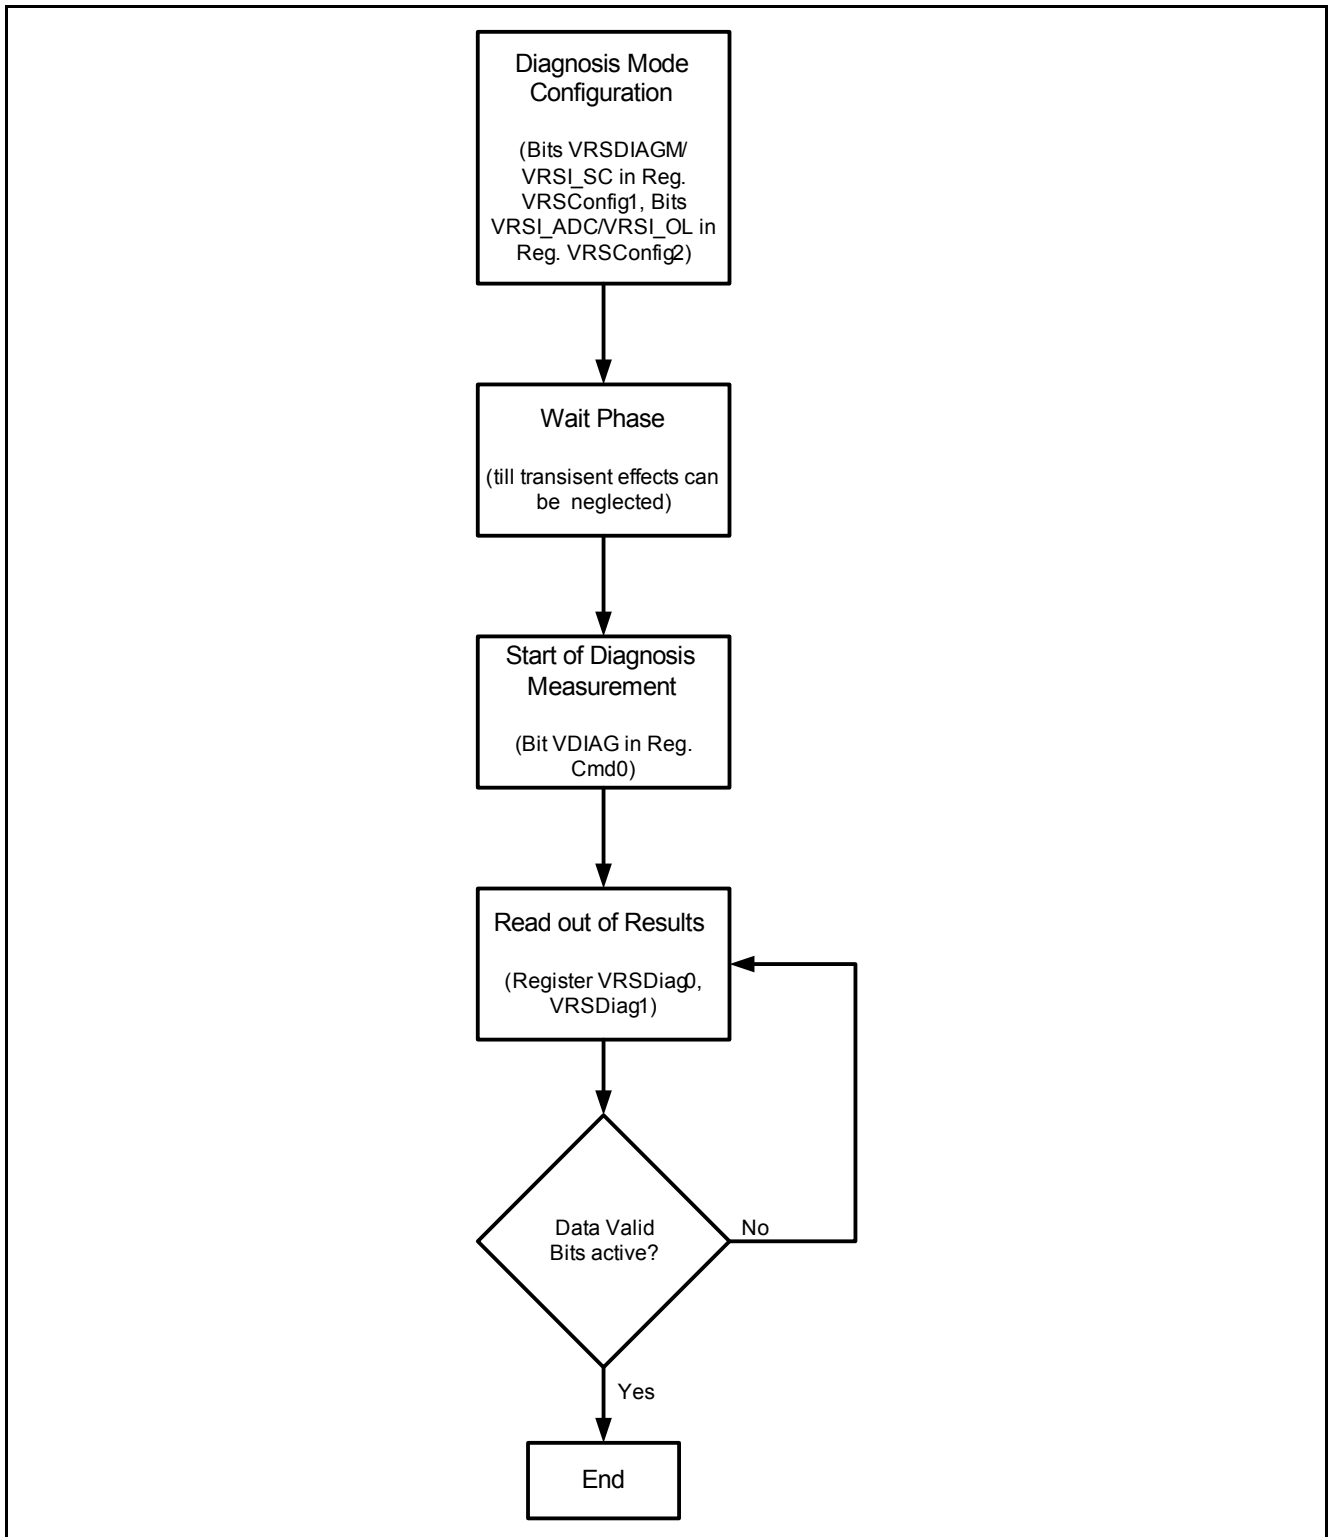 Diagnosis Mode
Configuration
(Bits VRSDIAGM/
VRSI_SC in Reg.
VRSConfig1, Bits
VRSI_ADC/VRSI_OL in
Reg. VRSConfig2)
Wait Phase
(till transisent effects can
be neglected)
Start of Diagnosis
Measurement
(Bit VDIAG in Reg.
Cmd0)
Read out of Results
(Register VRSDiag0,
VRSDiag1)
Data Valid
Bits active?
No
Yes
End